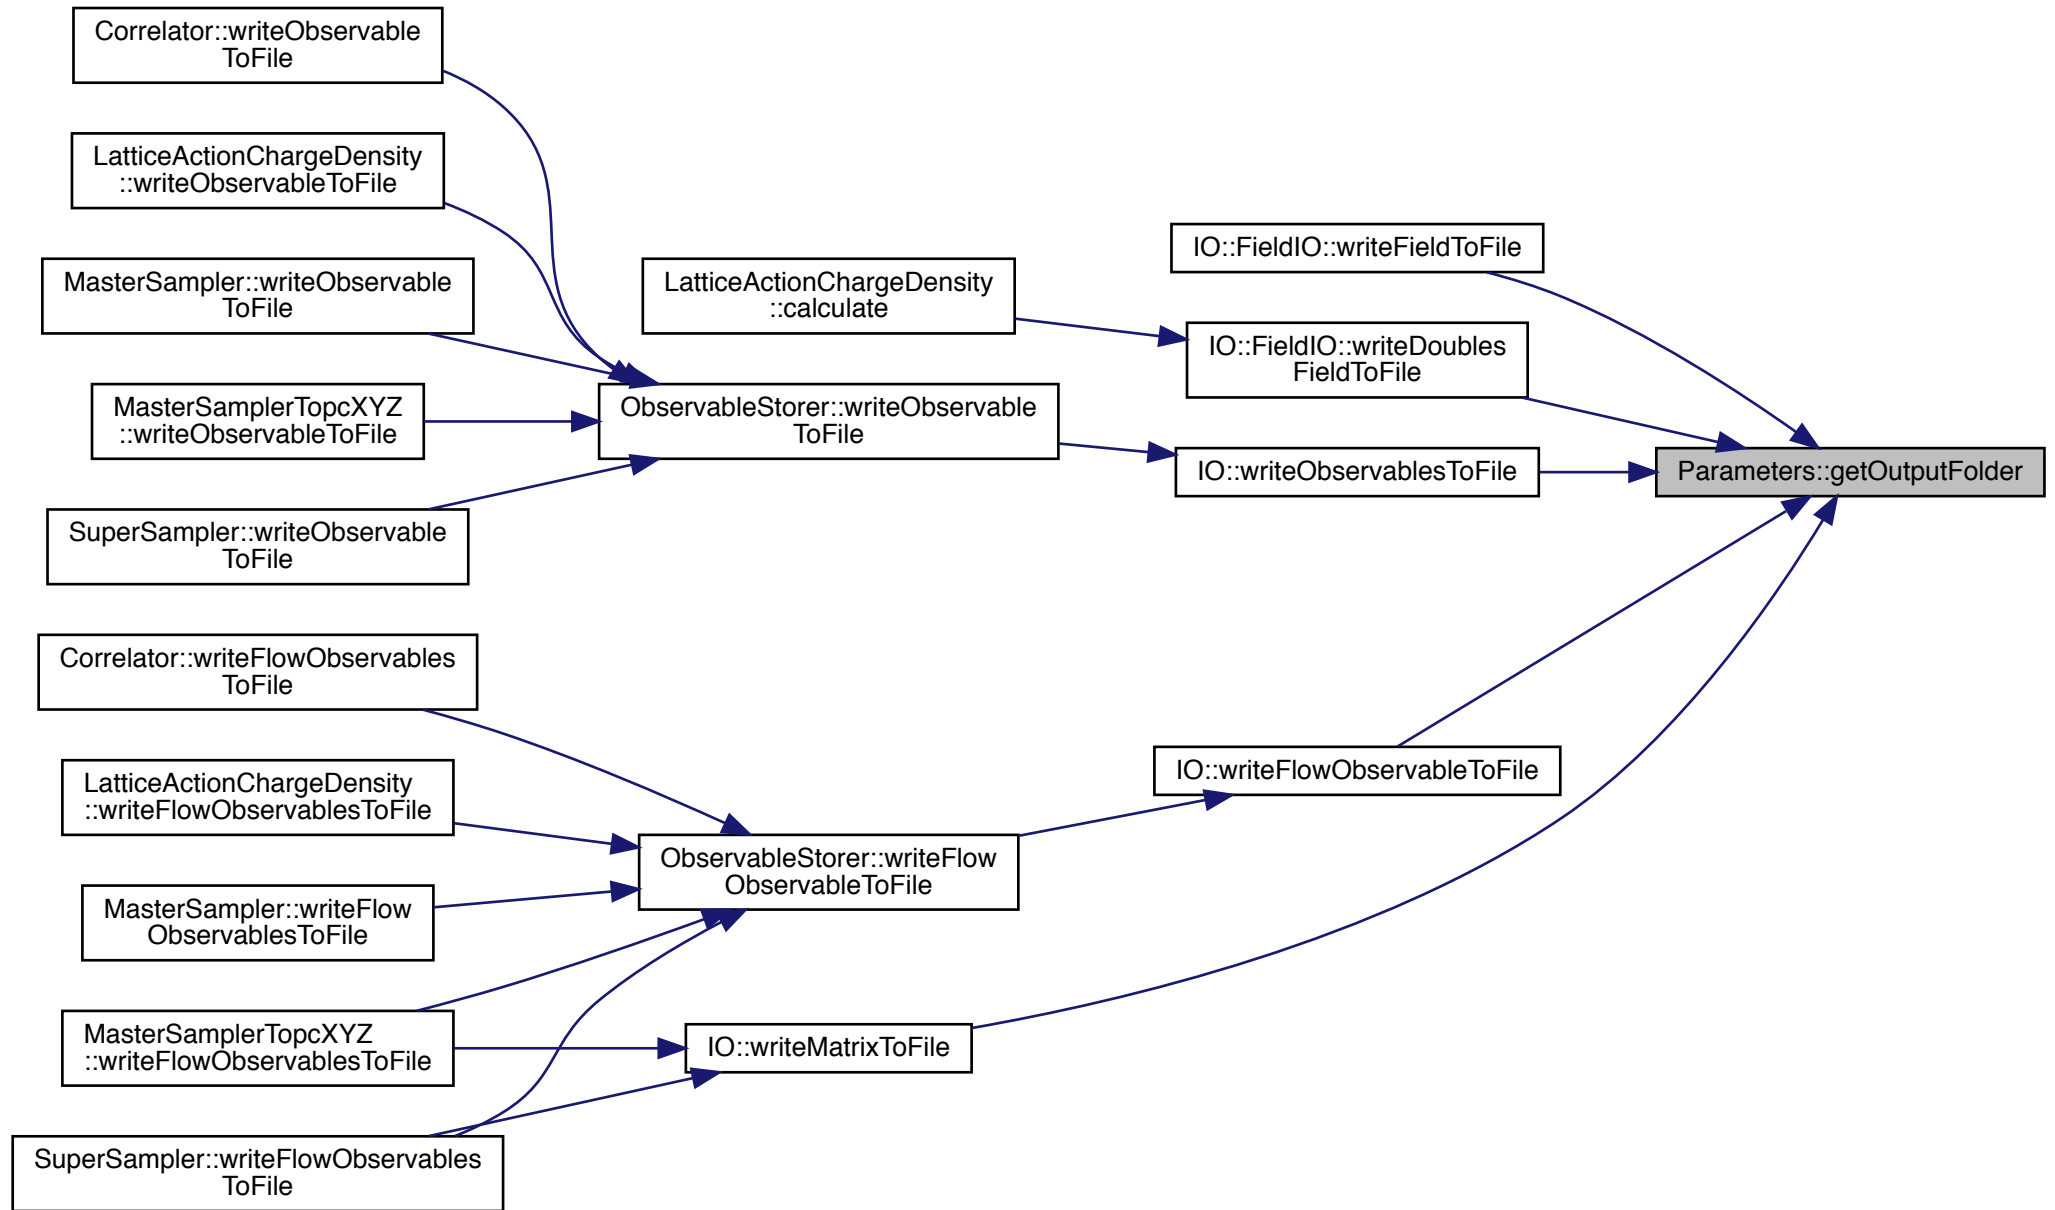 Correlator::writeObservable
ToFile
LatticeActionChargeDensity
::writeObservableToFile
MasterSampler::writeObservable
ToFile
MasterSamplerTopcXYZ
::writeObservableToFile
SuperSampler::writeObservable
ToFile
Correlator::writeFlowObservables
ToFile
LatticeActionChargeDensity
::writeFlowObservablesToFile
MasterSampler::writeFlow
ObservablesToFile
MasterSamplerTopcXYZ
::writeFlowObservablesToFile
SuperSampler::writeFlowObservables
ToFile
LatticeActionChargeDensity
::calculate
ObservableStorer::writeObservable
ToFile
ObservableStorer::writeFlow
ObservableToFile
IO::writeMatrixToFile
IO::FieldIO::writeFieldToFile
IO::FieldIO::writeDoubles
FieldToFile
IO::writeObservablesToFile
IO::writeFlowObservableToFile
Parameters::getOutputFolder